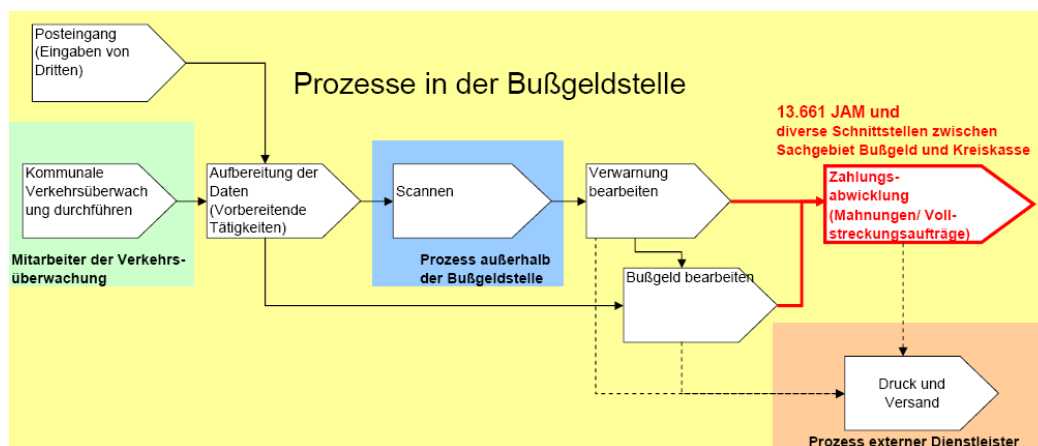 Posteingang
(Eingaben von
Dritten)
Prozesse in der Bußgeldstelle
13.661 JAM und
diverse Schnittstellen zwischen
Sachgebiet Bußgeld und Kreiskasse
Kommunale
Verkehrsüberwach
ung durchführen
Aufbereitung der
Daten
(Vorbereitende
Tätigkeiten)
Scannen
Verwarnung
bearbeiten
Zahlungs-
abwicklung
(Mahnungen/ Voll-
streckungsaufträge)
Mitarbeiter der Verkehrs-
überwachung
Prozess außerhalb
der Bußgeldstelle
Bußgeld bearbeiten
Druck und
Versand
Prozess externer Dienstleister